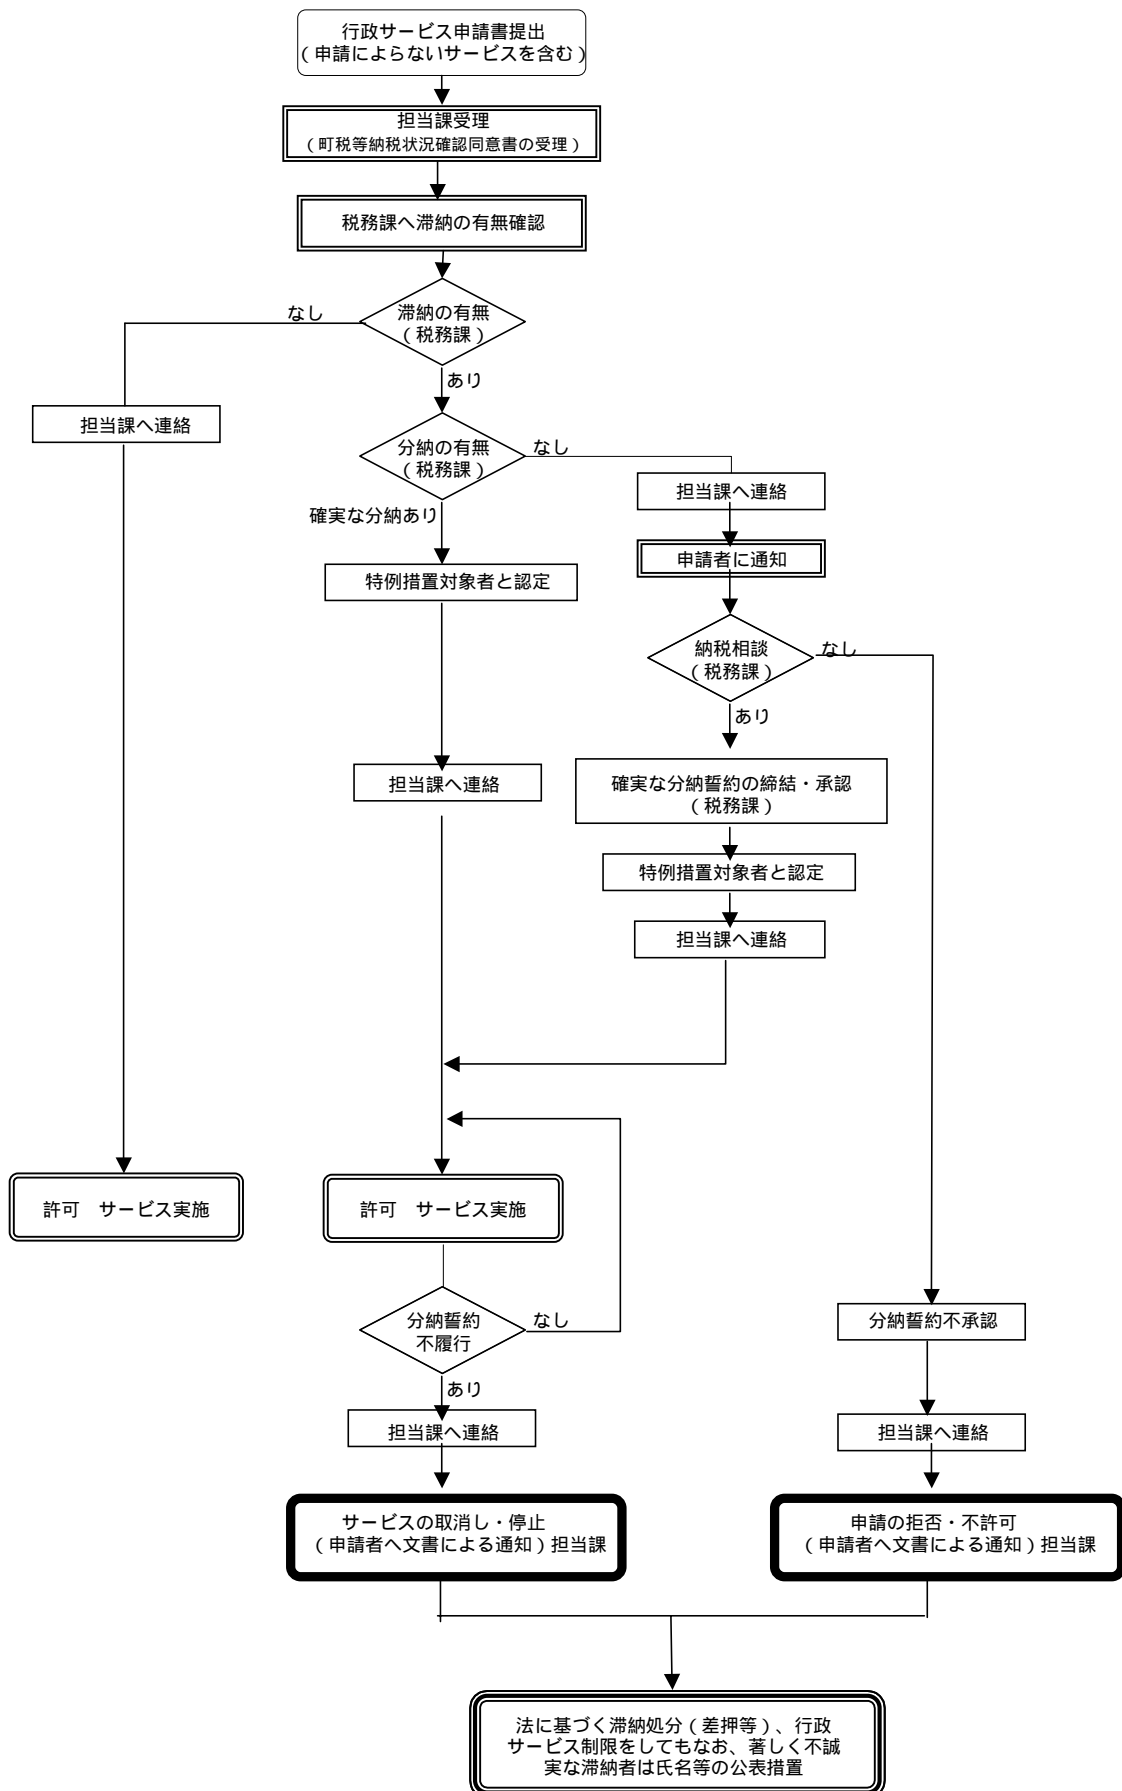 行政サービス申請書提出
（申請によらないサービスを含む）
担当課受理
（町税等納税状況確認同意書の受理）
税務課へ滞納の有無確認
滞納の有無
（税務課）
なし
あり
担当課へ連絡
分納の有無
（税務課）
なし
確実な分納あり
担当課へ連絡
申請者に通知
特例措置対象者と認定
納税相談
（税務課）
なし
あり
担当課へ連絡
確実な分納誓約の締結・承認
（税務課）
特例措置対象者と認定
担当課へ連絡
許可　サービス実施
許可　サービス実施
分納誓約
不履行
なし
あり
分納誓約不承認
担当課へ連絡
担当課へ連絡
サービスの取消し・停止
（申請者へ文書による通知）担当課
申請の拒否・不許可
（申請者へ文書による通知）担当課
法に基づく滞納処分（差押等）、行政
サービス制限をしてもなお、著しく不誠
実な滞納者は氏名等の公表措置